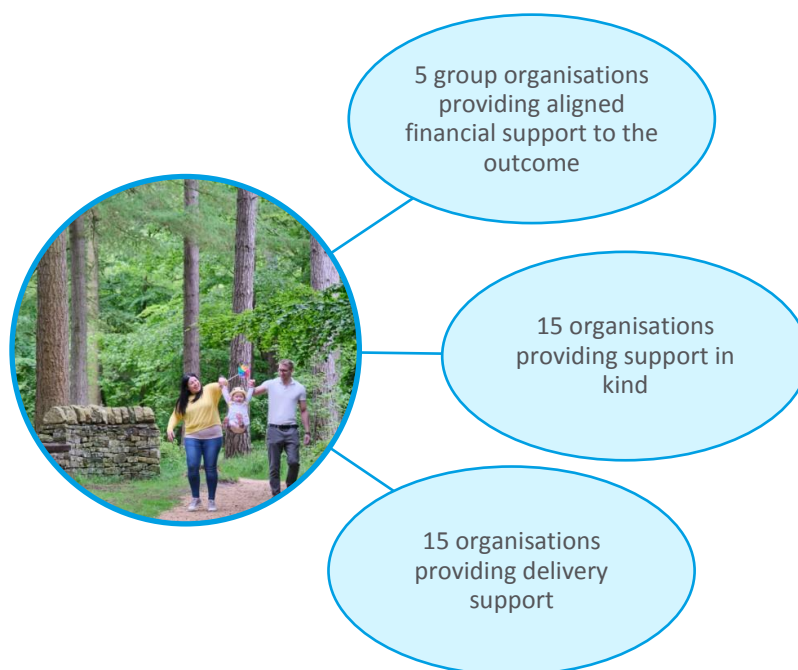 5 group organisations
providing aligned
financial support to the
outcome
15 organisations
providing support in
kind
15 organisations
providing delivery
support